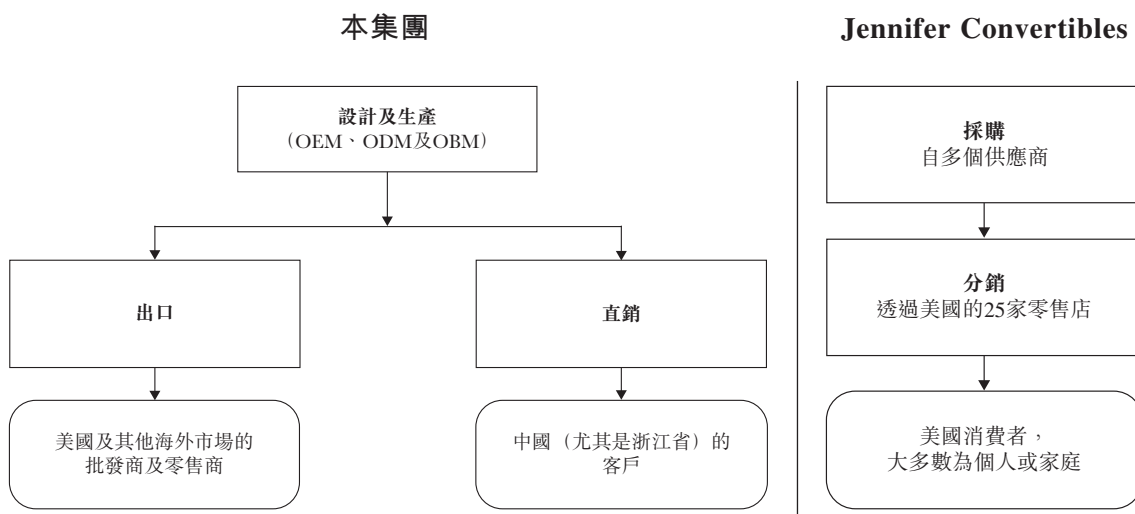 本集團
設計及生產
(OEM、ODM及OBM)
出口
直銷
美國及其他海外市場的
批發商及零售商
中國(尤其是浙江省)的
客戶
Jennifer Convertibles
採購
自多個供應商
分銷
透過美國的25家零售店
美國消費者，
大多數為個人或家庭